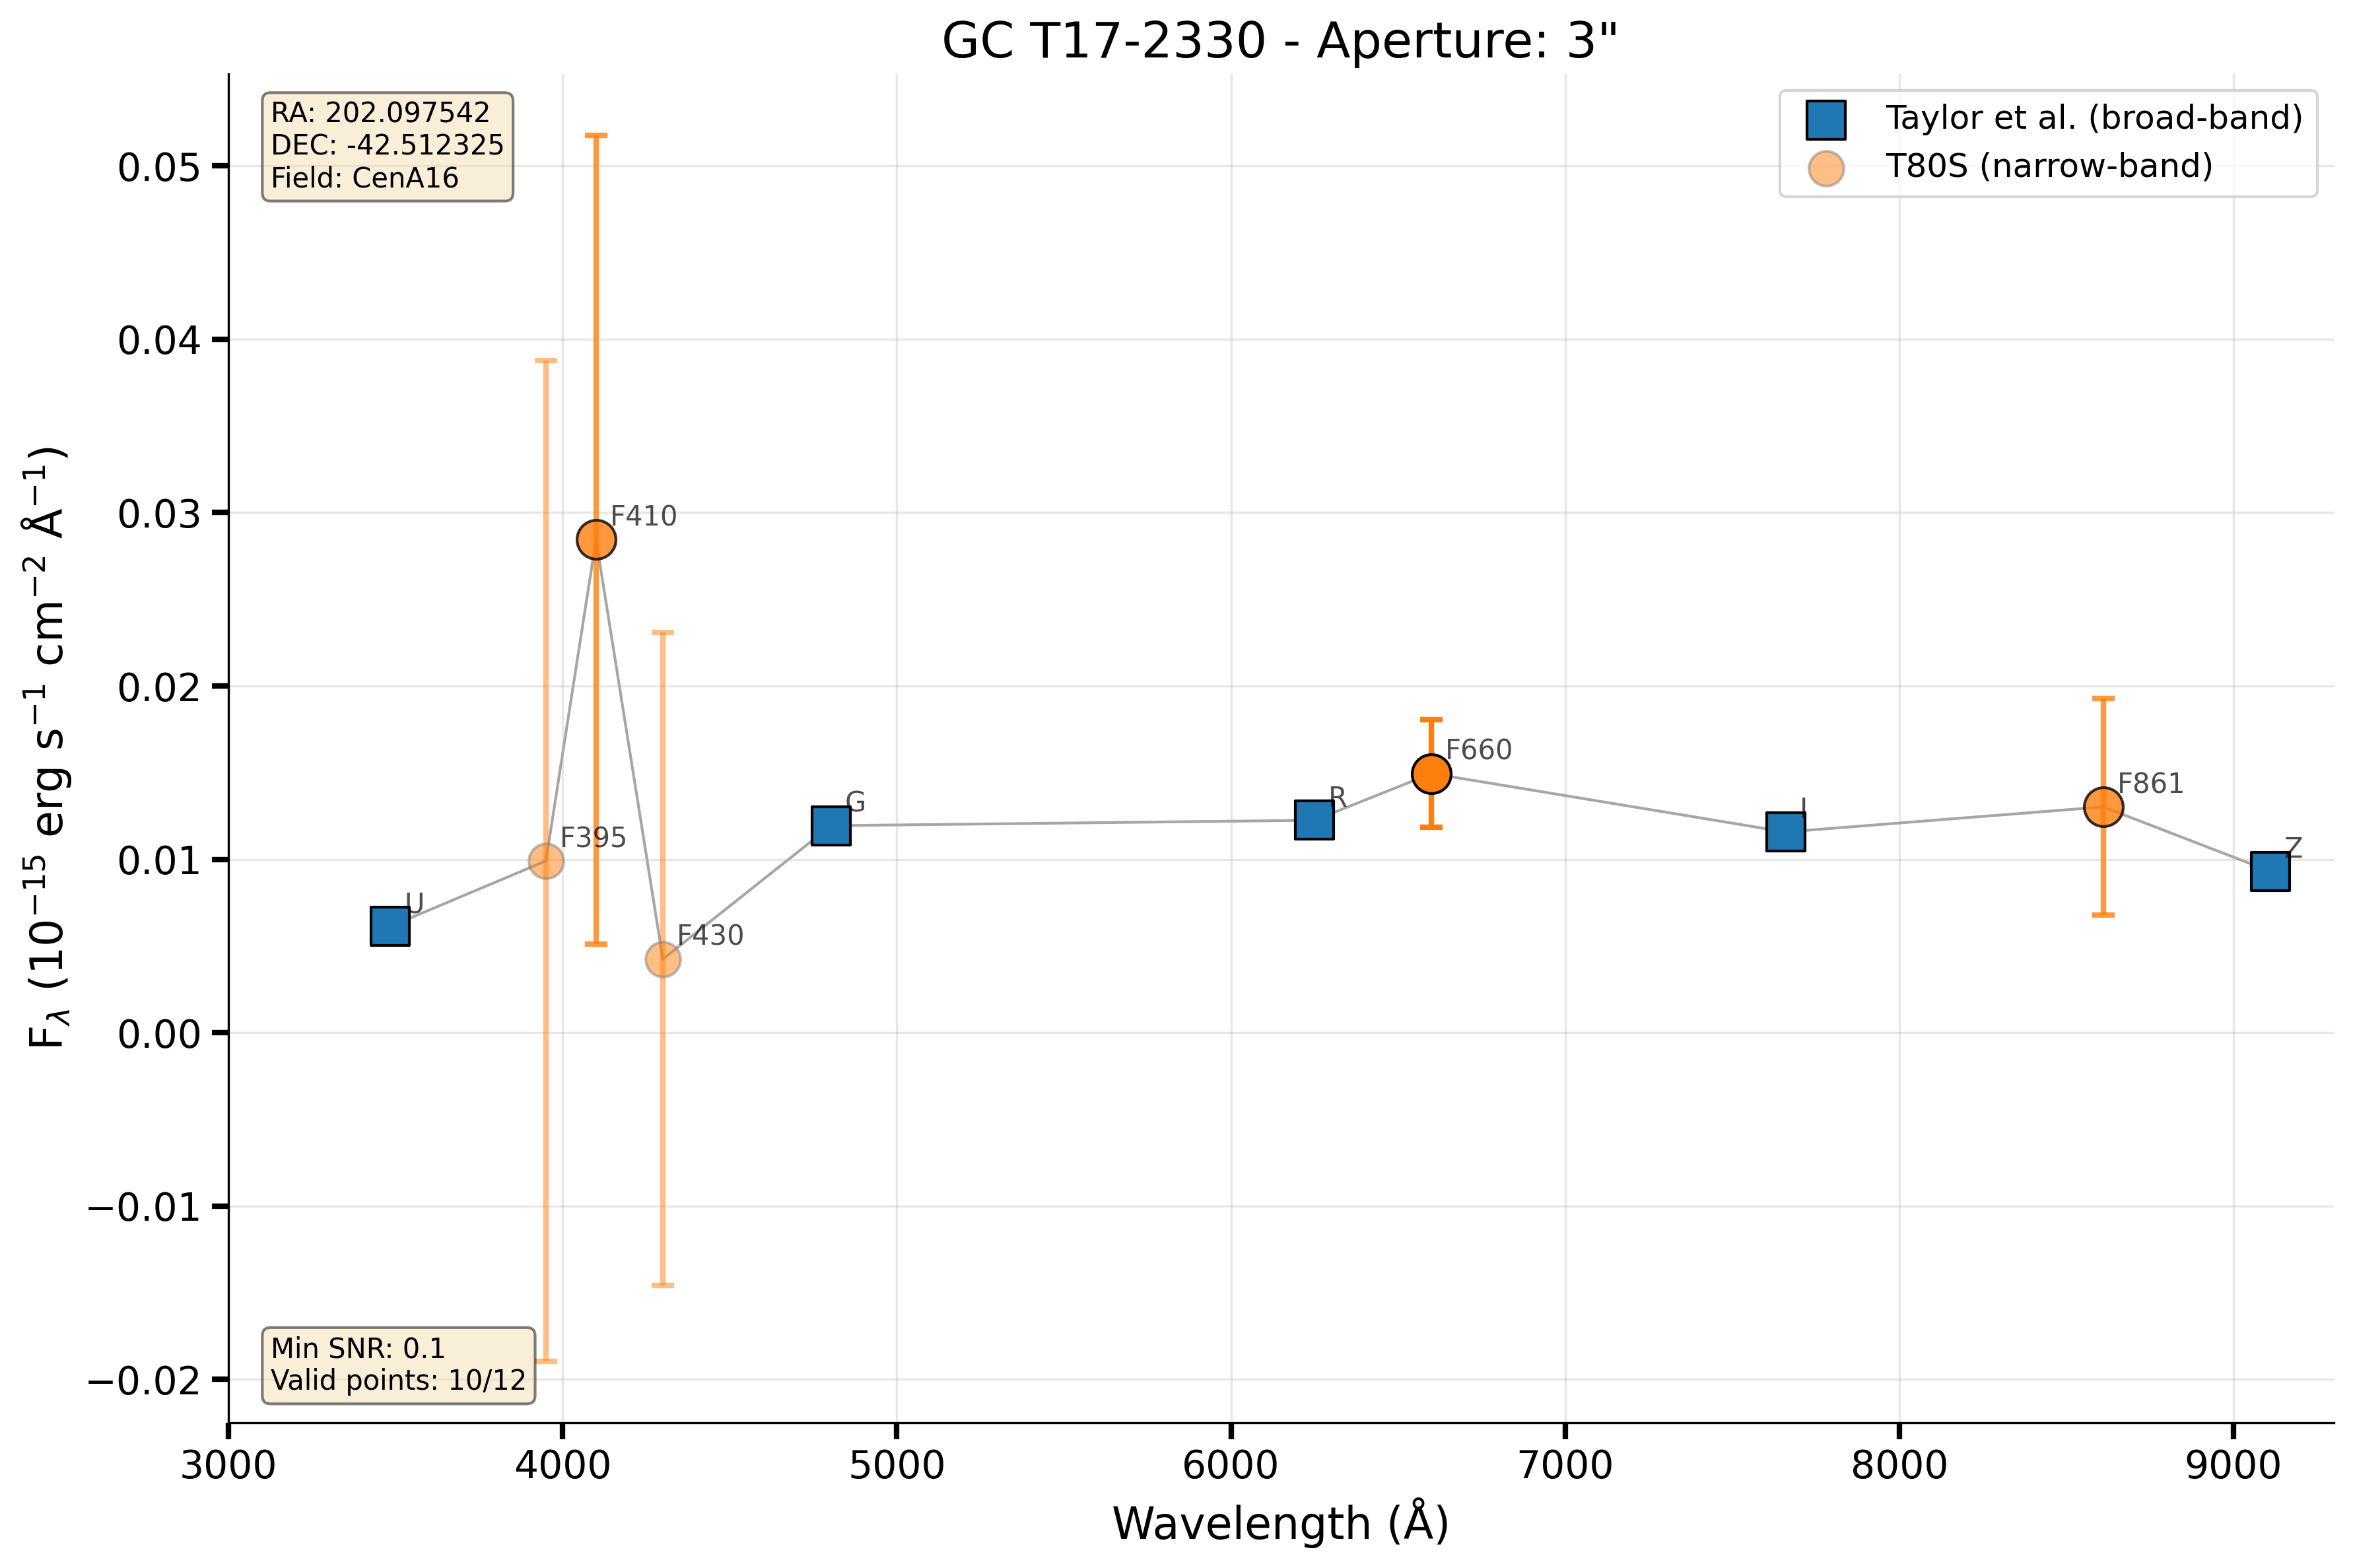 GC T17-2330 - Aperture: 3"
RA: 202.097542
DEC: -42.512325
Field: CenA16
Taylor et al. (broad-band)
T80S (narrow-band)
0.05
0.04
0.03
0.02
0.01
0.00
−0.01
−0.02
F_λ (10⁻¹⁵ erg s⁻¹ cm⁻² Å⁻¹)
U
F395
F410
F430
G
R
F660
I
F861
Z
Min SNR: 0.1
Valid points: 10/12
3000 4000 5000 6000 7000 8000 9000
Wavelength (Å)